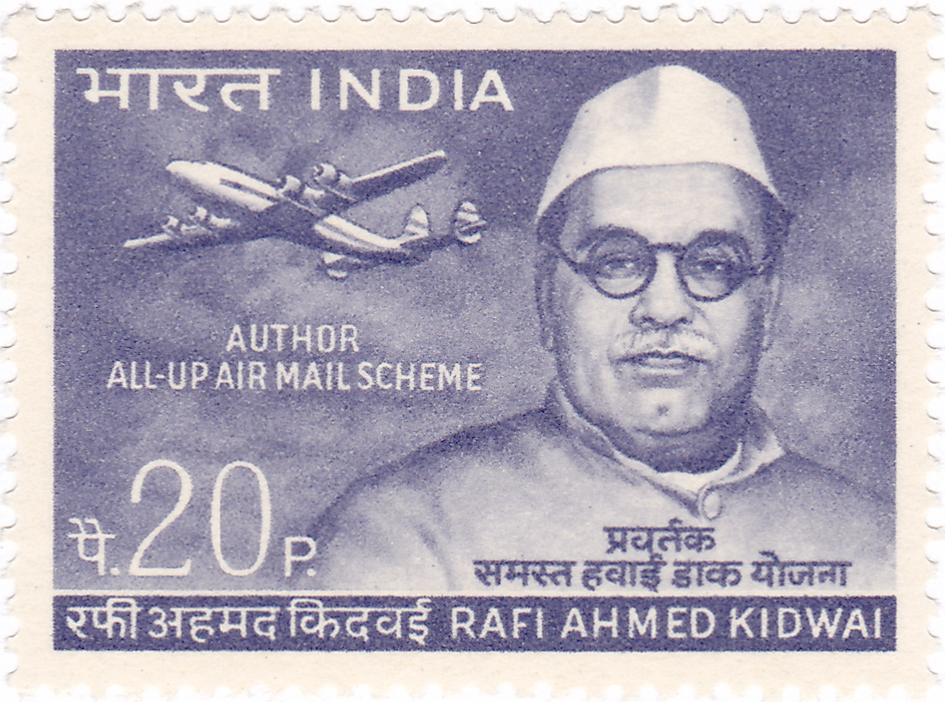 भारत INDIA
AUTHOR
ALL-UP AIR MAIL SCHEME
पै. 20 P.
प्रवर्तक
समस्त हवाई डाक योजना
रफी अहमद किदवई RAFI AHMED KIDWAI